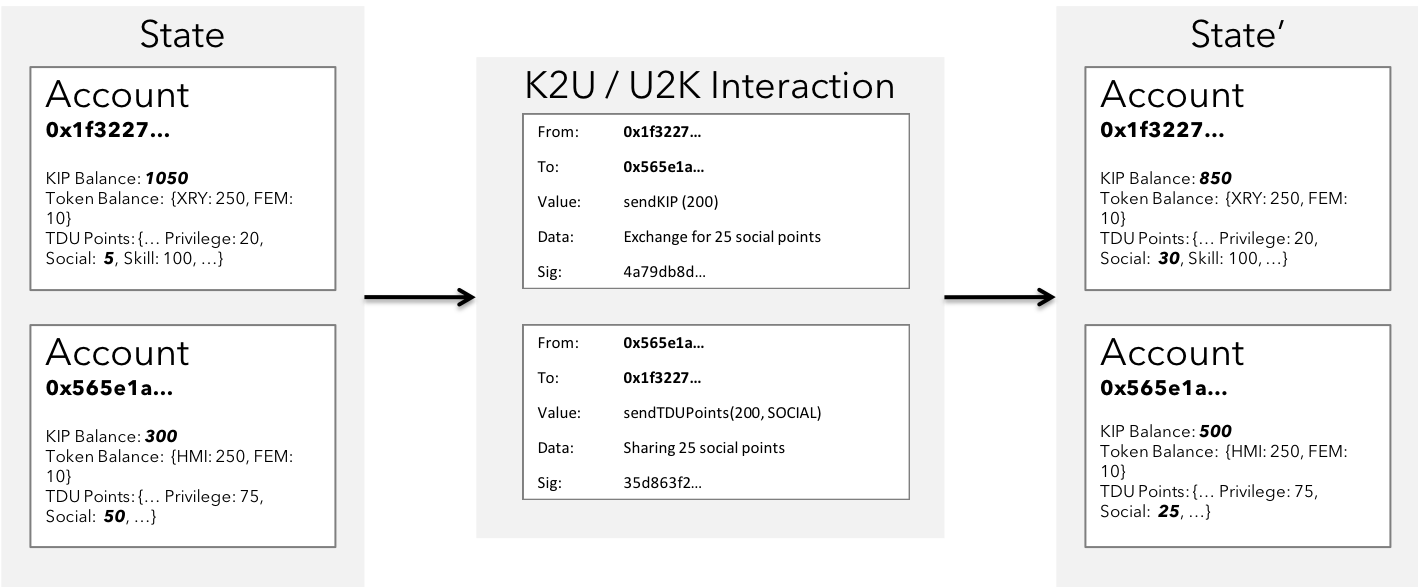 State
Account
0x1f3227...
KIP Balance: 1050
Token Balance: {XRY: 250, FEM:
10}
TDU Points: {... Privilege: 20,
Social: 5, Skill: 100, ...}
Account
0x565e1a...
KIP Balance: 300
Token Balance: {HMI: 250, FEM:
10}
TDU Points: {... Privilege: 75,
Social: 50, ...}
K2U / U2K Interaction
From: 0x1f3227...
To: 0x565e1a...
Value: sendKIP (200)
Data: Exchange for 25 social points
Sig: 4a79db8d...
From: 0x565e1a...
To: 0x1f3227...
Value: sendTDUPoints(200, SOCIAL)
Data: Sharing 25 social points
Sig: 35d863f2...
State’
Account
0x1f3227...
KIP Balance: 850
Token Balance: {XRY: 250, FEM:
10}
TDU Points: {... Privilege: 20,
Social: 30, Skill: 100, ...}
Account
0x565e1a...
KIP Balance: 500
Token Balance: {HMI: 250, FEM:
10}
TDU Points: {... Privilege: 75,
Social: 25, ...}